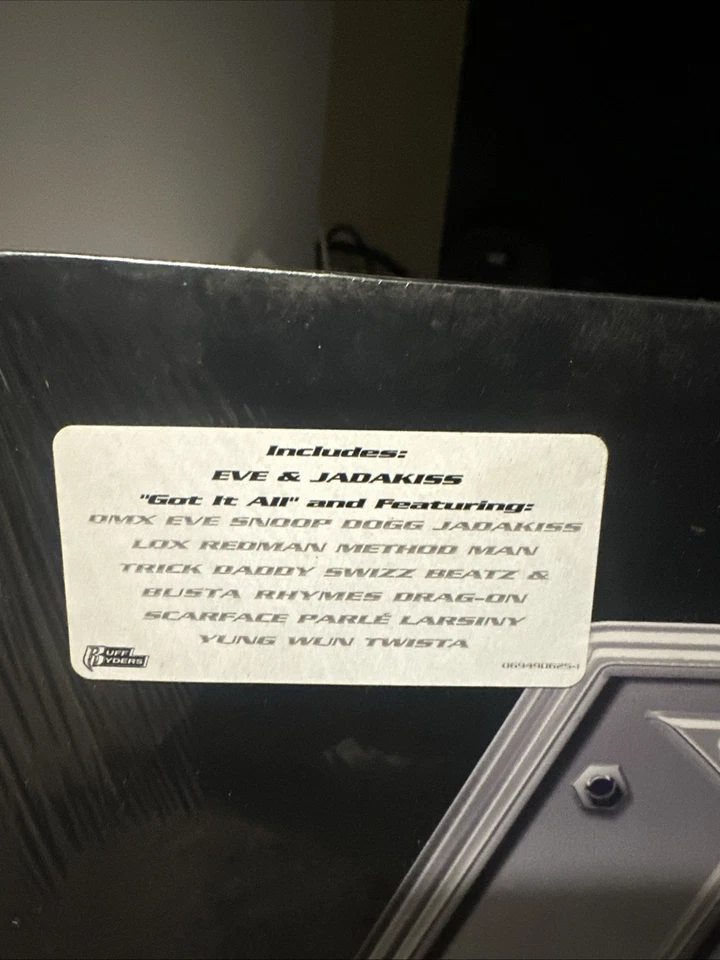 Includes:
EVE & JADAKISS
"Got It All" and Featuring:
DMX EVE SNOOP DOGG JADAKISS
LOX REDMAN METHOD MAN
TRICK DADDY SWIZZ BEATZ &
BUSTA RHYMES DRAG-ON
SCARFACE PARLÉ LARSINY
YUNG WUN TWISTA
RUFF
RYDERS
069490625-1